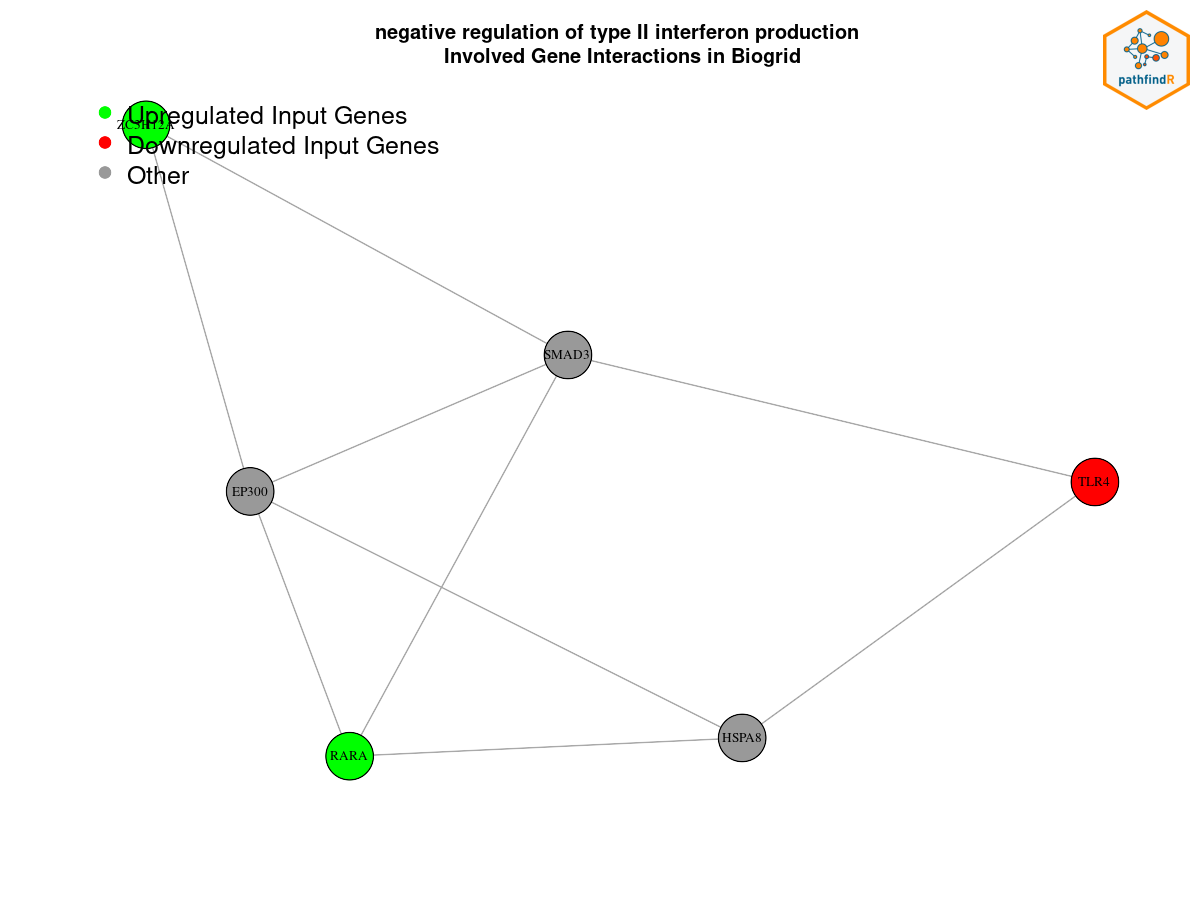 negative regulation of type II interferon production
Involved Gene Interactions in Biogrid
pathfindR
Upregulated Input Genes
Downregulated Input Genes
Other
SMAD3
TLR4
EP300
HSPA8
RARA